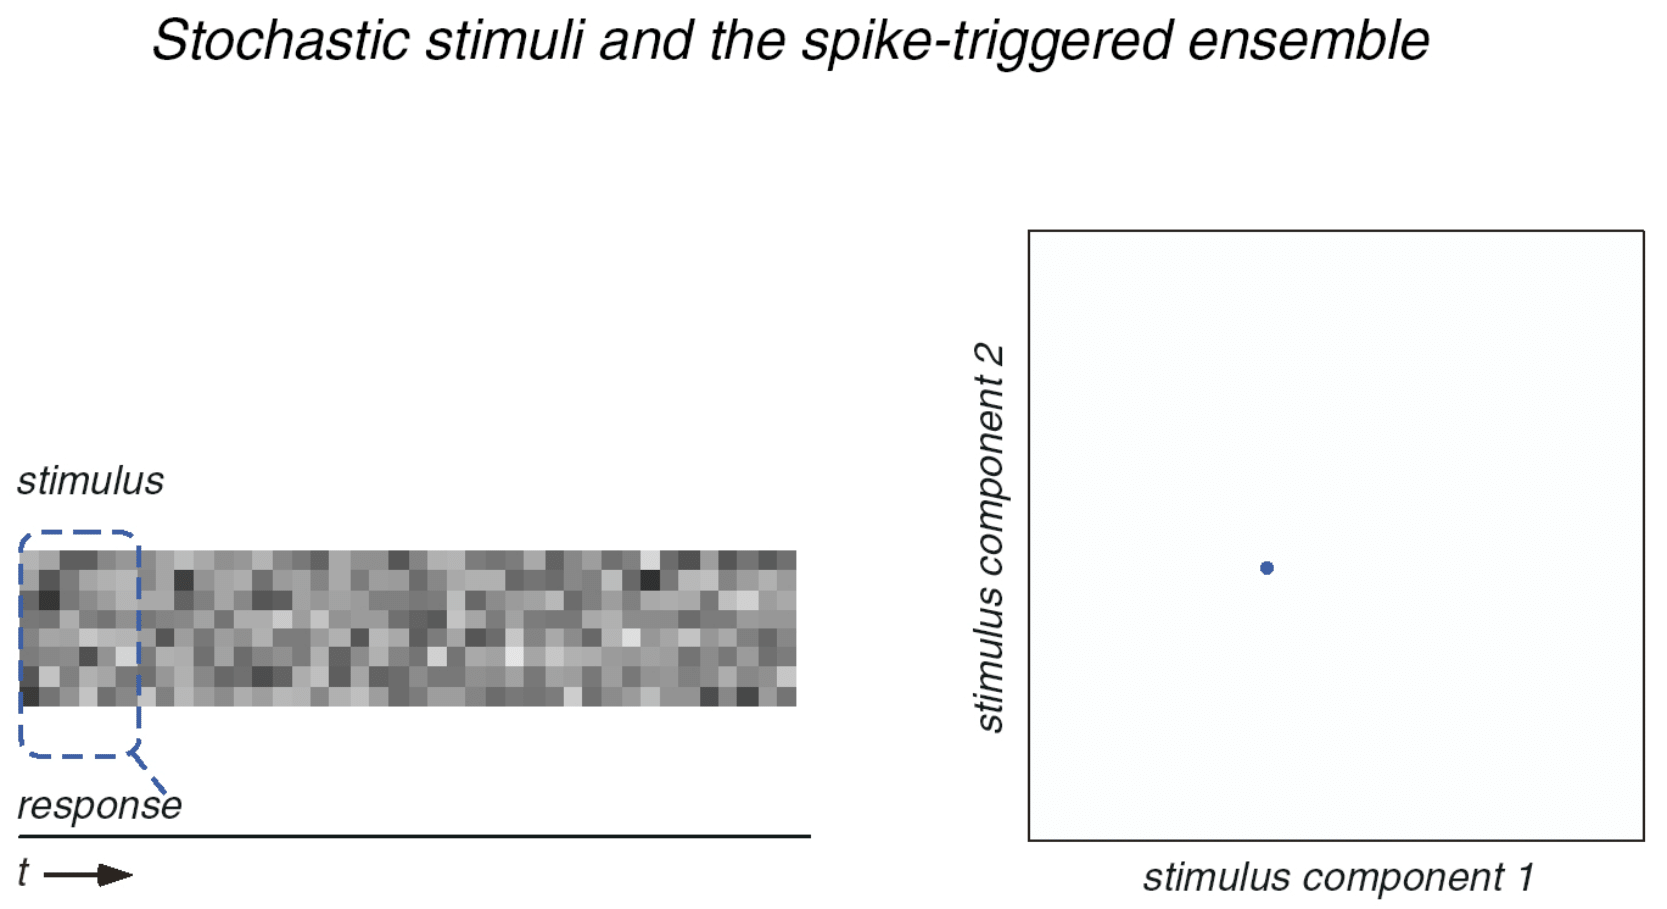 Stochastic stimuli and the spike-triggered ensemble
stimulus
response
t
stimulus component 2
stimulus component 1